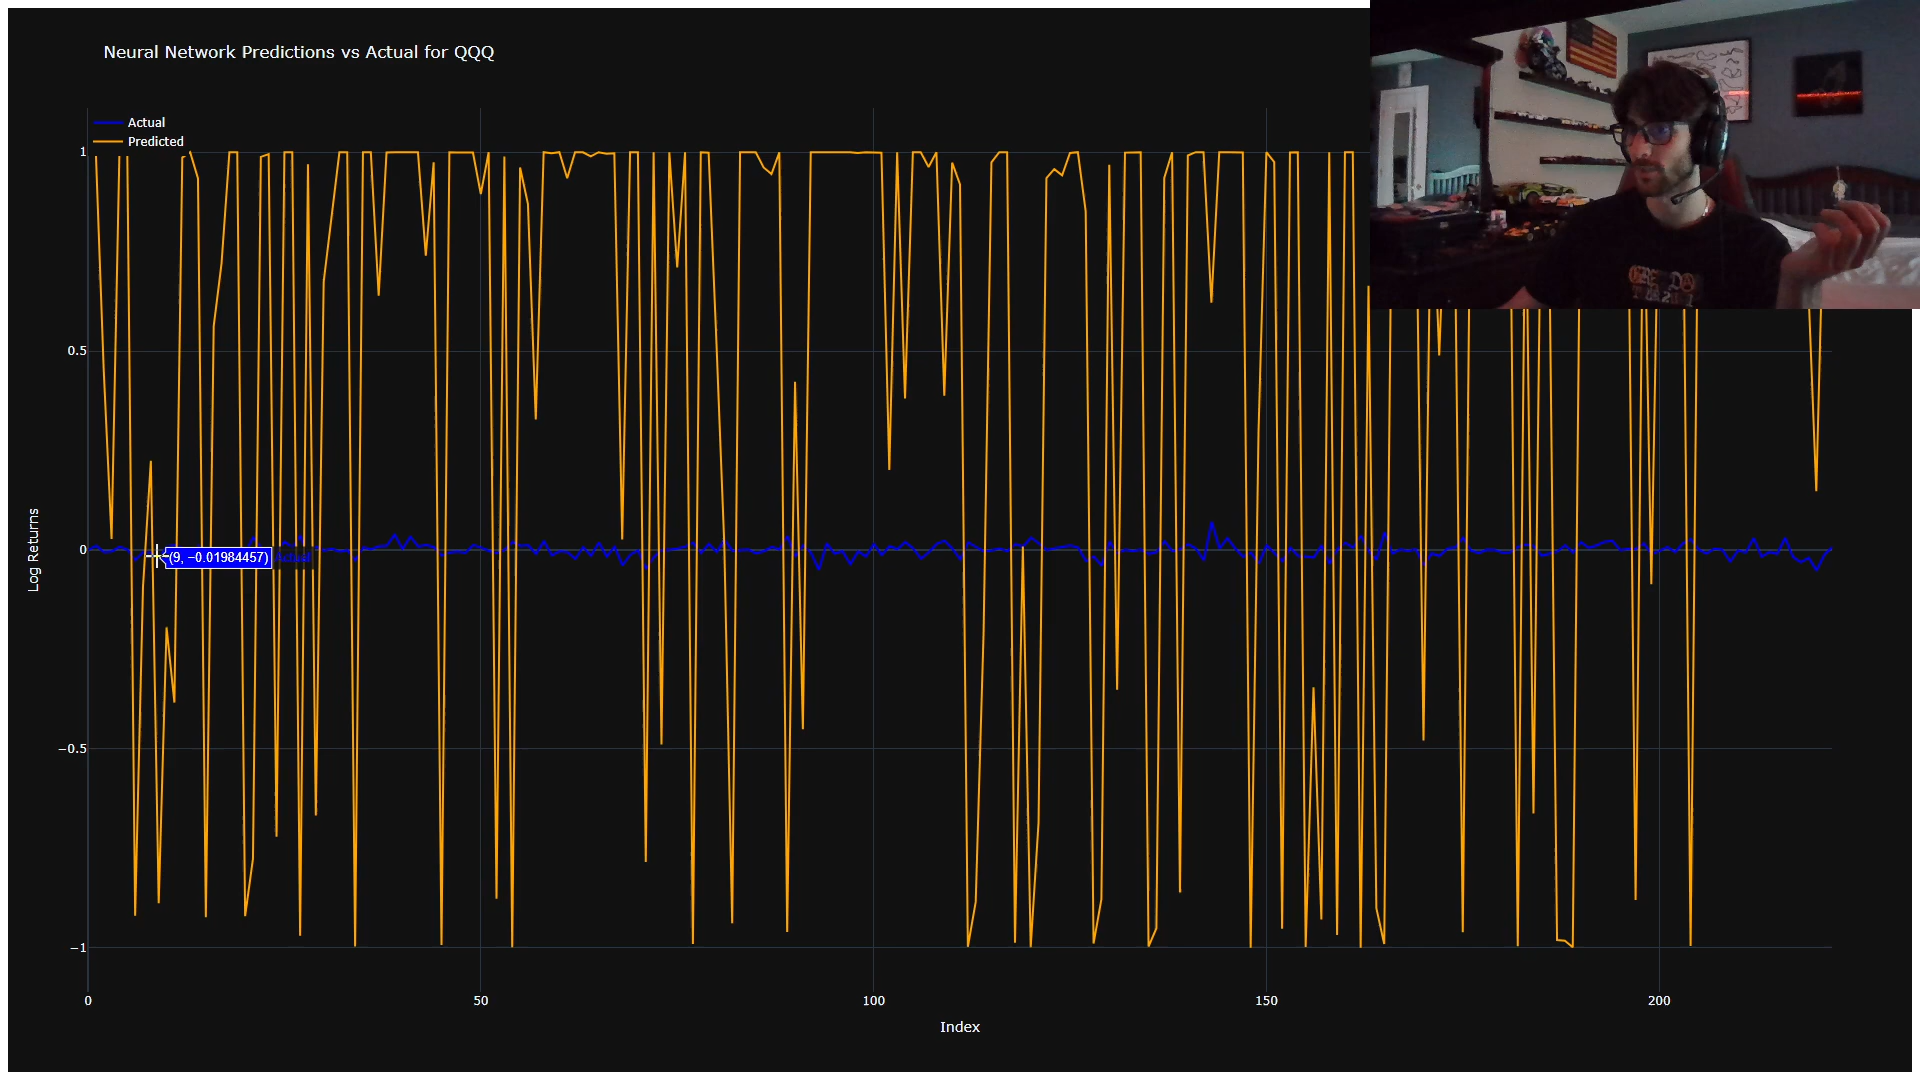 Neural Network Predictions vs Actual for QQQ
Actual
Predicted
1
0.5
0
−0.5
−1
Log Returns
(9, −0.01984457)
Actual
0
50
100
150
200
Index